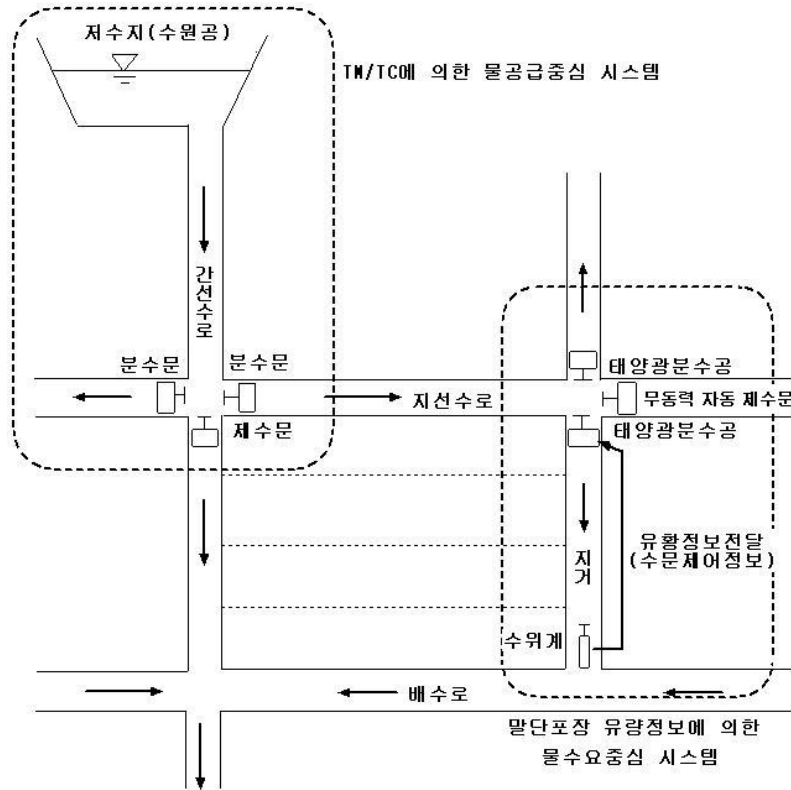 저수지(수원공)
TM/TC에 의한 물공급중심 시스템
간선수로
분수문
분수문
태양광분수공
지선수로
무동력 자동 제수문
제수문
태양광분수공
유황정보전달
(수문제어정보)
지거
수위계
배수로
말단포장 유량정보에 의한
물수요중심 시스템